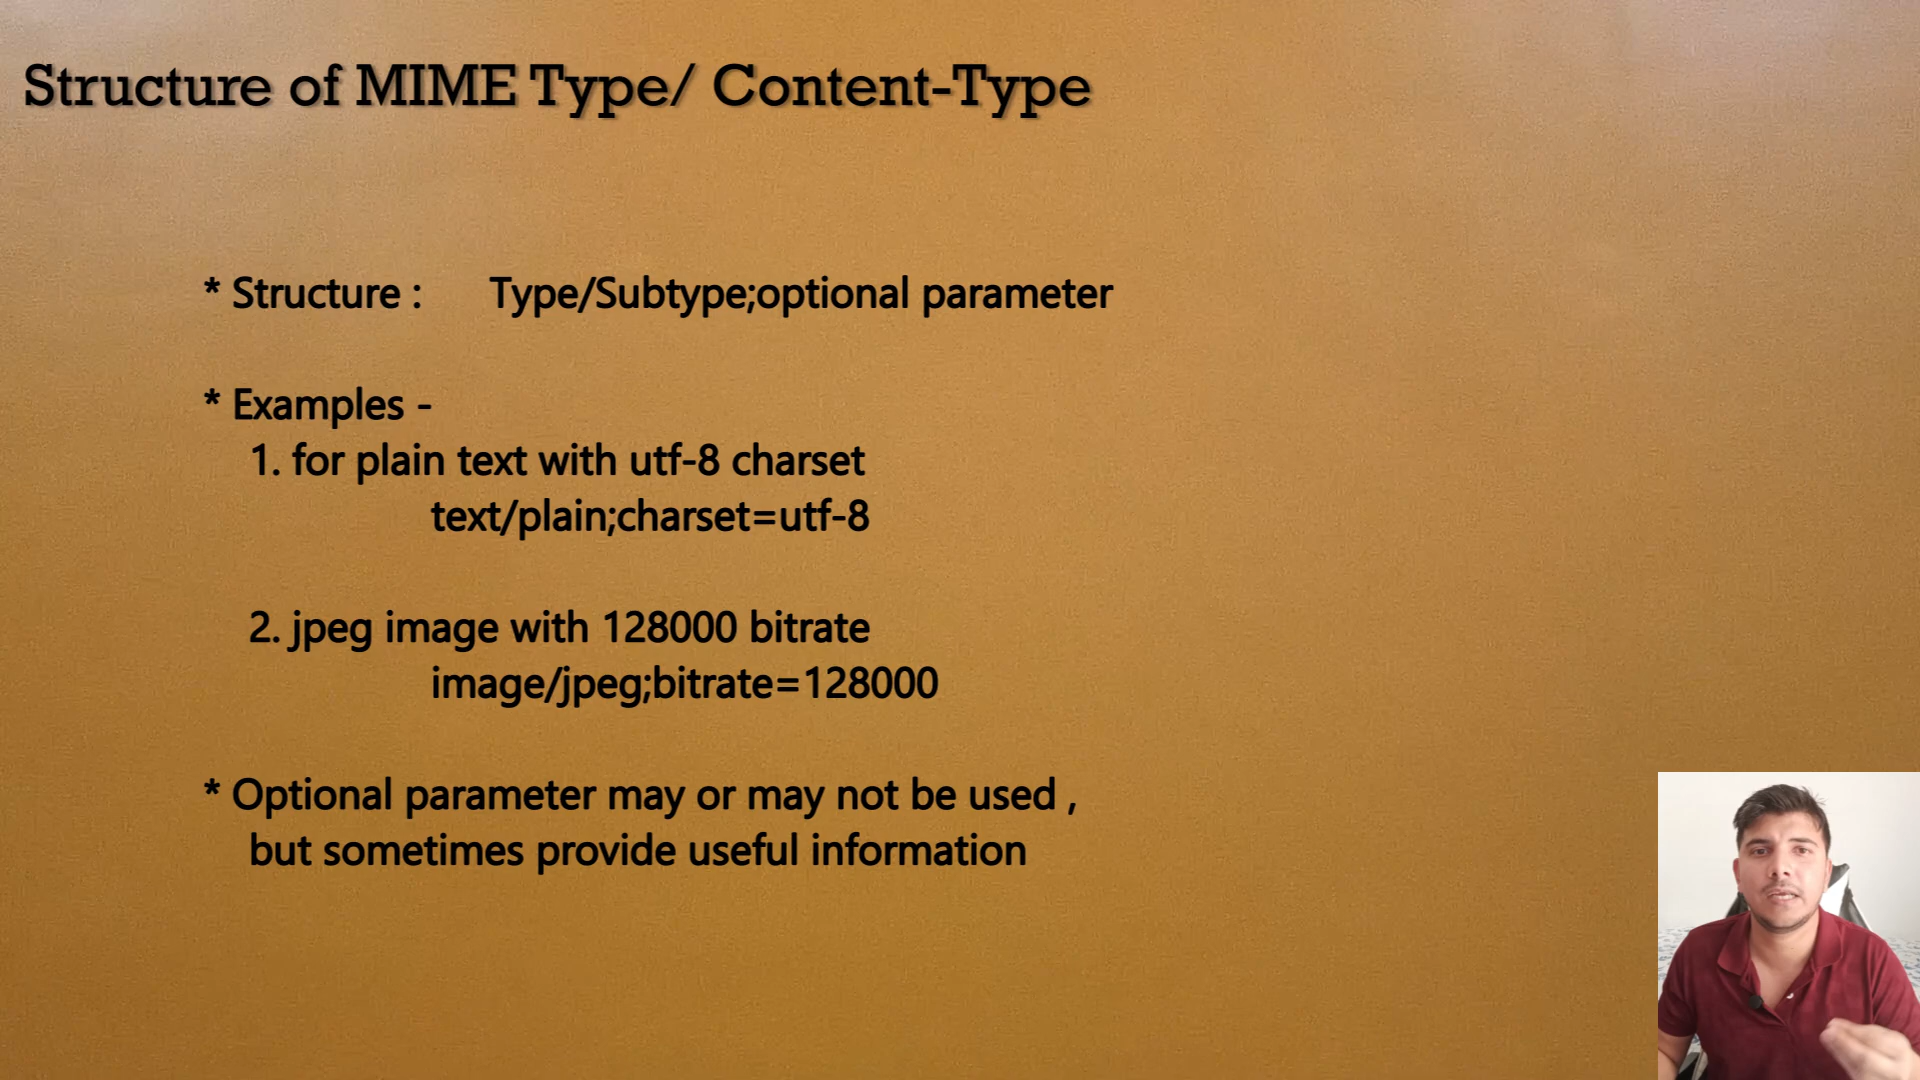 Structure of MIME Type/ Content-Type
* Structure : Type/Subtype;optional parameter
* Examples -
1. for plain text with utf-8 charset
text/plain;charset=utf-8
2. jpeg image with 128000 bitrate
image/jpeg;bitrate=128000
* Optional parameter may or may not be used ,
but sometimes provide useful information